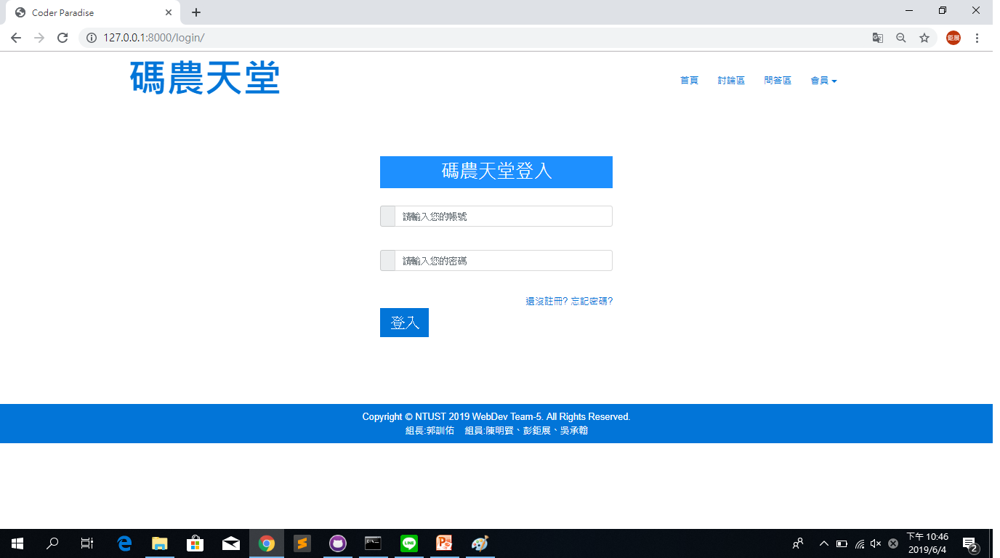 Coder Paradise
127.0.0.1:8000/login/
鉅展
碼農天堂
首頁 討論區 問答區 會員
碼農天堂登入
請輸入您的帳號
請輸入您的密碼
還沒註冊? 忘記密碼?
登入
Copyright © NTUST 2019 WebDev Team-5. All Rights Reserved.
組長:郭訓佑 組員:陳明賢、彭鉅展、吳承翰
LINE
下午 10:46
2019/6/4
2